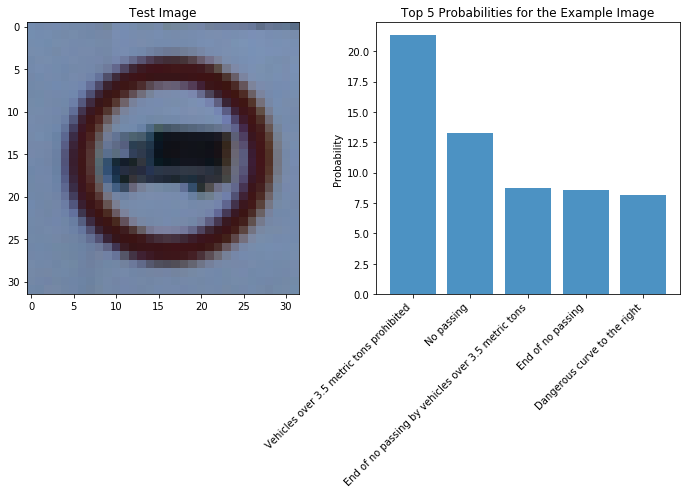 Test Image
0
5
10
15
20
25
30
0 5 10 15 20 25 30
Top 5 Probabilities for the Example Image
Probability
20.0
17.5
15.0
12.5
10.0
7.5
5.0
2.5
0.0
Vehicles over 3.5 metric tons prohibited
No passing
End of no passing by vehicles over 3.5 metric tons
End of no passing
Dangerous curve to the right